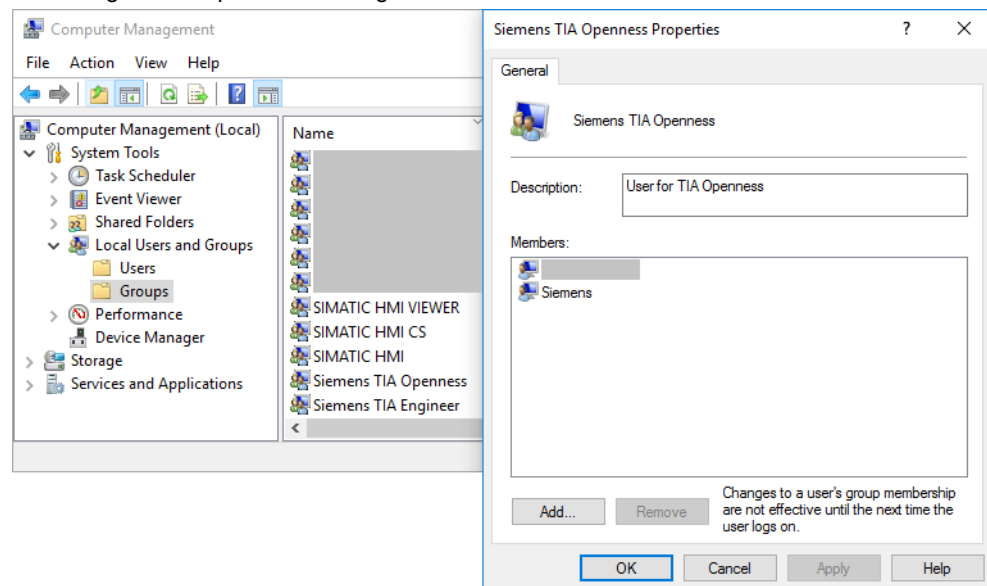 Computer Management
File Action View Help
Computer Management (Local)
System Tools
Task Scheduler
Event Viewer
Shared Folders
Local Users and Groups
Users
Groups
Performance
Device Manager
Storage
Services and Applications
Name
SIMATIC HMI VIEWER
SIMATIC HMI CS
SIMATIC HMI
Siemens TIA Openness
Siemens TIA Engineer
Siemens TIA Openness Properties
General
Siemens TIA Openness
Description:
User for TIA Openness
Members:
Siemens
Add...
Remove
Changes to a user's group membership
are not effective until the next time the
user logs on.
OK
Cancel
Apply
Help